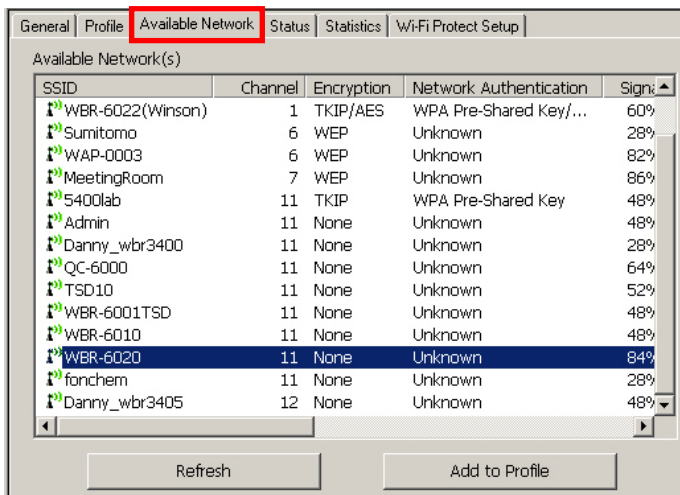 General Profile Available Network Status Statistics Wi-Fi Protect Setup
Available Network(s)
SSID Channel Encryption Network Authentication Signa
WBR-6022(Winson) 1 TKIP/AES WPA Pre-Shared Key/... 60%
Sumitomo 6 WEP Unknown 28%
WAP-0003 6 WEP Unknown 82%
MeetingRoom 7 WEP Unknown 86%
5400lab 11 TKIP WPA Pre-Shared Key 48%
Admin 11 None Unknown 48%
Danny_wbr3400 11 None Unknown 28%
QC-6000 11 None Unknown 64%
TSD10 11 None Unknown 52%
WBR-6001TSD 11 None Unknown 48%
WBR-6010 11 None Unknown 48%
WBR-6020 11 None Unknown 84%
fonchem 11 None Unknown 28%
Danny_wbr3405 12 None Unknown 48%
Refresh Add to Profile